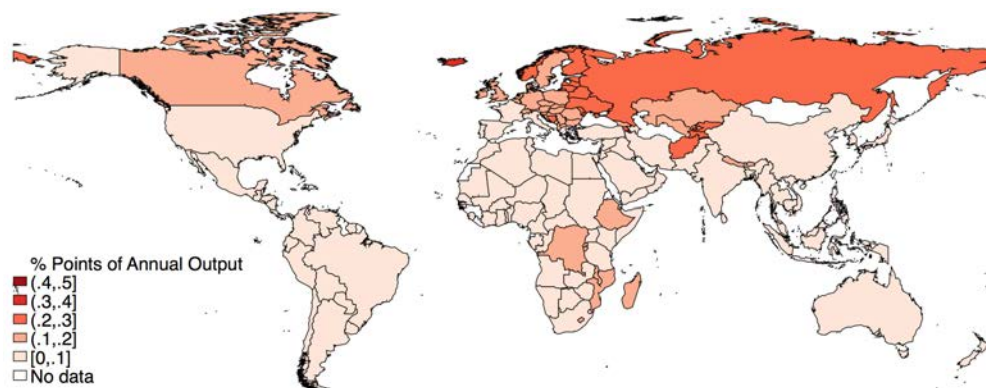 % Points of Annual Output
(.4,.5]
(.3,.4]
(.2,.3]
(.1,.2]
[0,.1]
No data